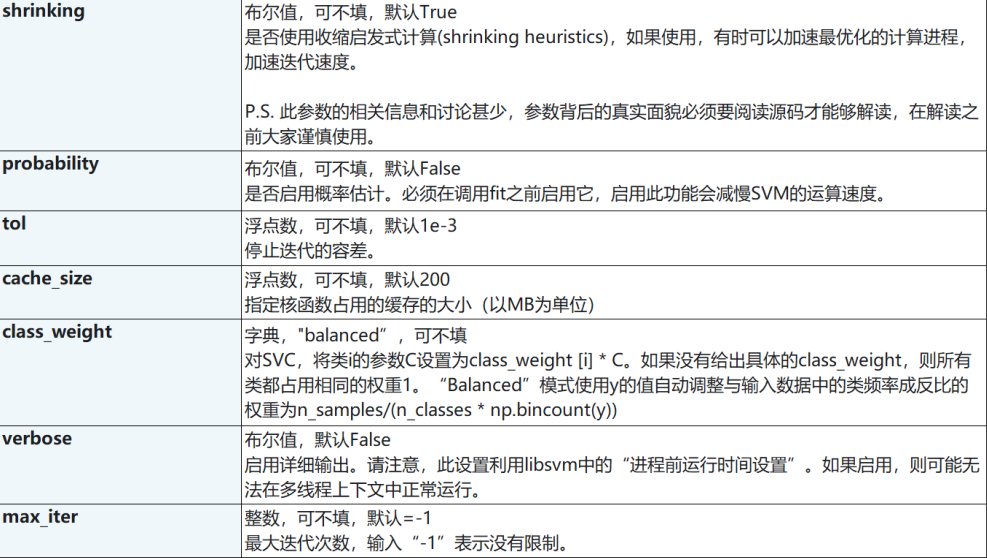 shrinking
布尔值，可不填，默认True
是否使用收缩启发式计算(shrinking heuristics)，如果使用，有时可以加速最优化的计算进程，
加速迭代速度。
P.S. 此参数的相关信息和讨论甚少，参数背后的真实面貌必须要阅读源码才能够解读，在解读之
前大家谨慎使用。
probability
布尔值，可不填，默认False
是否启用概率估计。必须在调用fit之前启用它，启用此功能会减慢SVM的运算速度。
tol
浮点数，可不填，默认1e-3
停止迭代的容差。
cache_size
浮点数，可不填，默认200
指定核函数占用的缓存的大小（以MB为单位）
class_weight
字典，"balanced”，可不填
对SVC，将类i的参数C设置为class_weight [i] * C。如果没有给出具体的class_weight，则所有
类都占用相同的权重1。“Balanced”模式使用y的值自动调整与输入数据中的类频率成反比的
权重为n_samples/(n_classes * np.bincount(y))
verbose
布尔值，默认False
启用详细输出。请注意，此设置利用libsvm中的“进程前运行时间设置”。如果启用，则可能无
法在多线程上下文中正常运行。
max_iter
整数，可不填，默认=-1
最大迭代次数，输入“-1”表示没有限制。